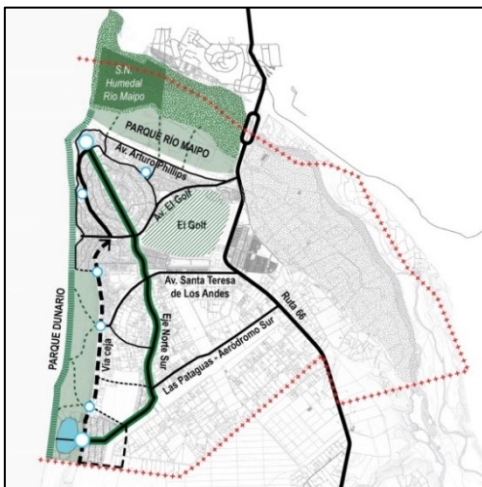 S.N.
Humedal
Río Maipo
PARQUE RÍO MAIPO
Av. Arturo Phillips
Av. El Golf
El Golf
Av. Santa Teresa
de Los Andes
PARQUE DUNARIO
Vía ceja
Eje Norte Sur
Ruta 66
Las Pataguas - Aeródromo Sur